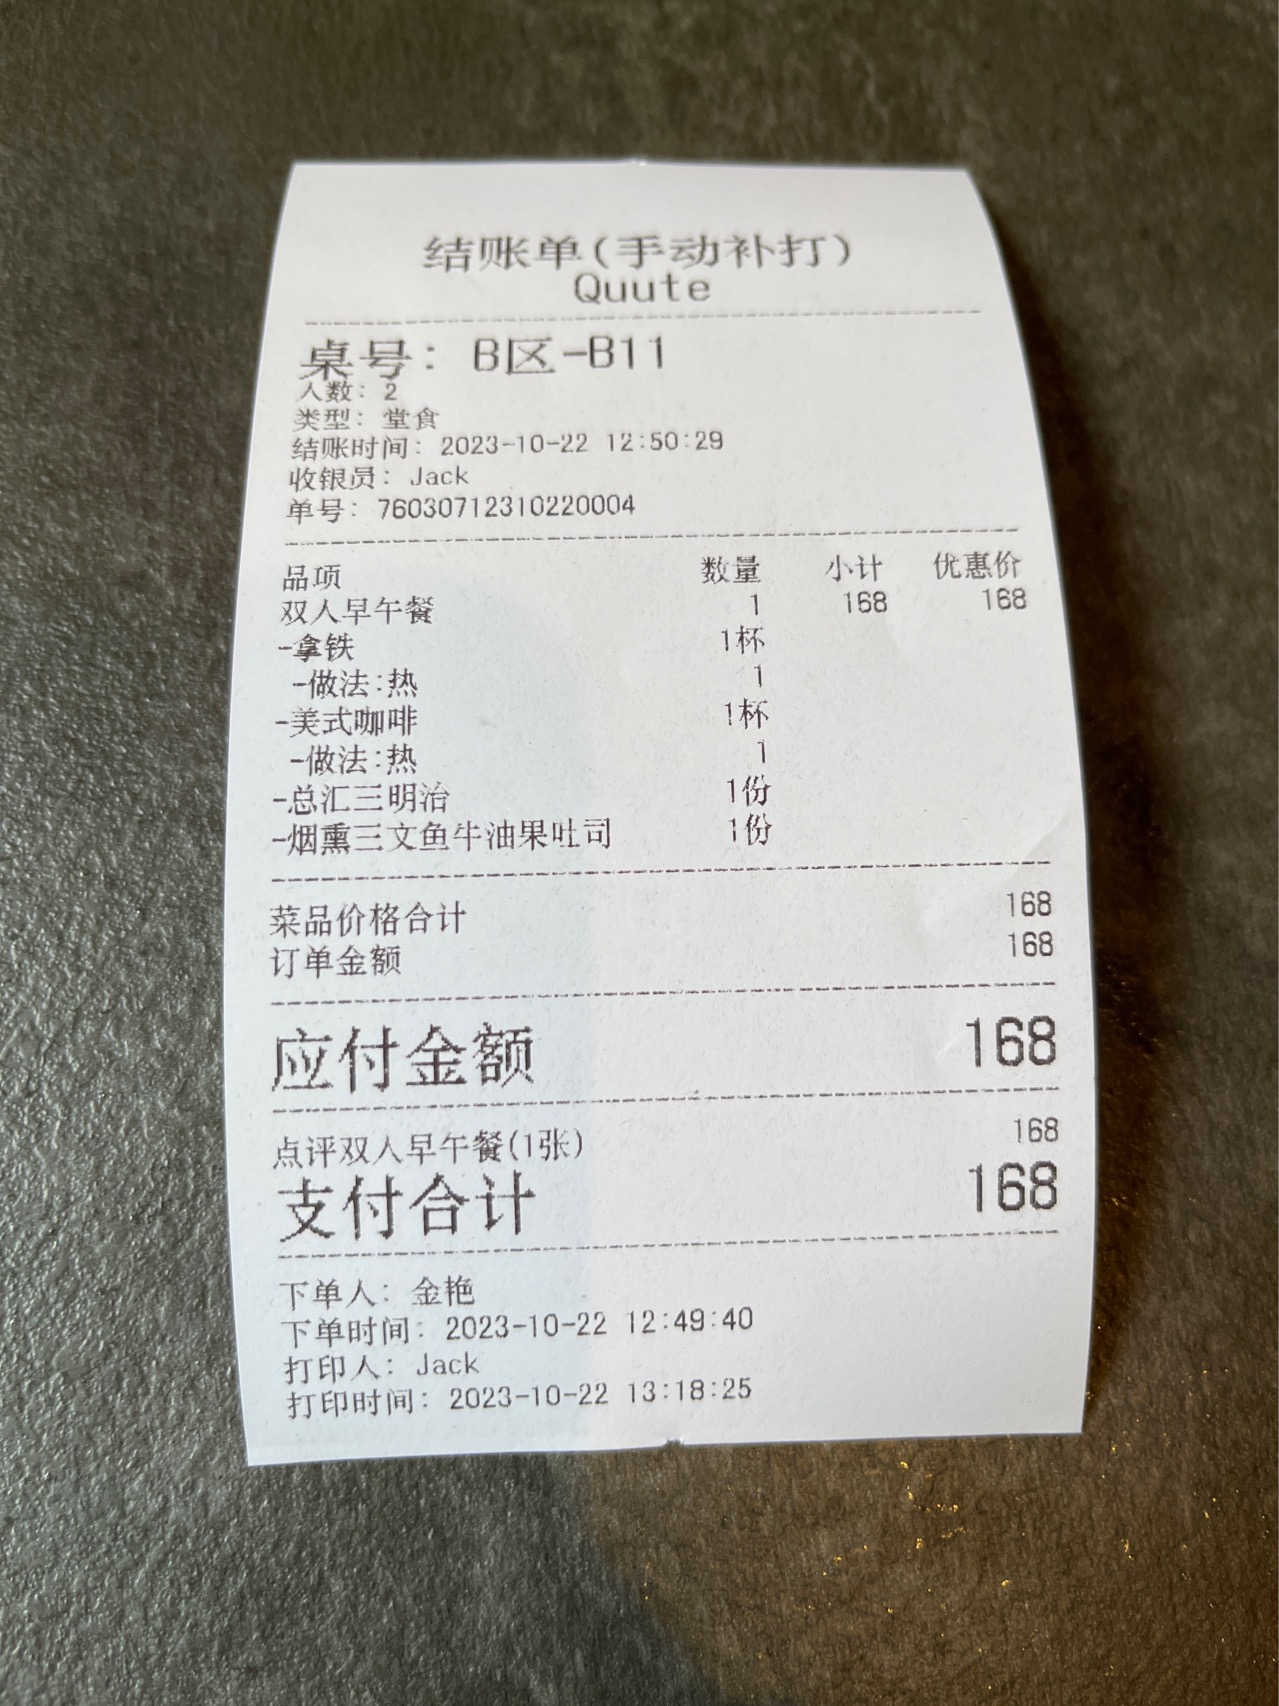 结账单(手动补打)
Quute
桌号: B区-B11
人数: 2
类型: 堂食
结账时间: 2023-10-22 12:50:29
收银员: Jack
单号: 76030712310220004
品项 数量 小计 优惠价
双人早午餐 1 168 168
-拿铁 1杯
-做法:热 1
-美式咖啡 1杯
-做法:热 1
-总汇三明治 1份
-烟熏三文鱼牛油果吐司 1份
菜品价格合计 168
订单金额 168
应付金额 168
点评双人早午餐(1张) 168
支付合计 168
下单人: 金艳
下单时间: 2023-10-22 12:49:40
打印人: Jack
打印时间: 2023-10-22 13:18:25